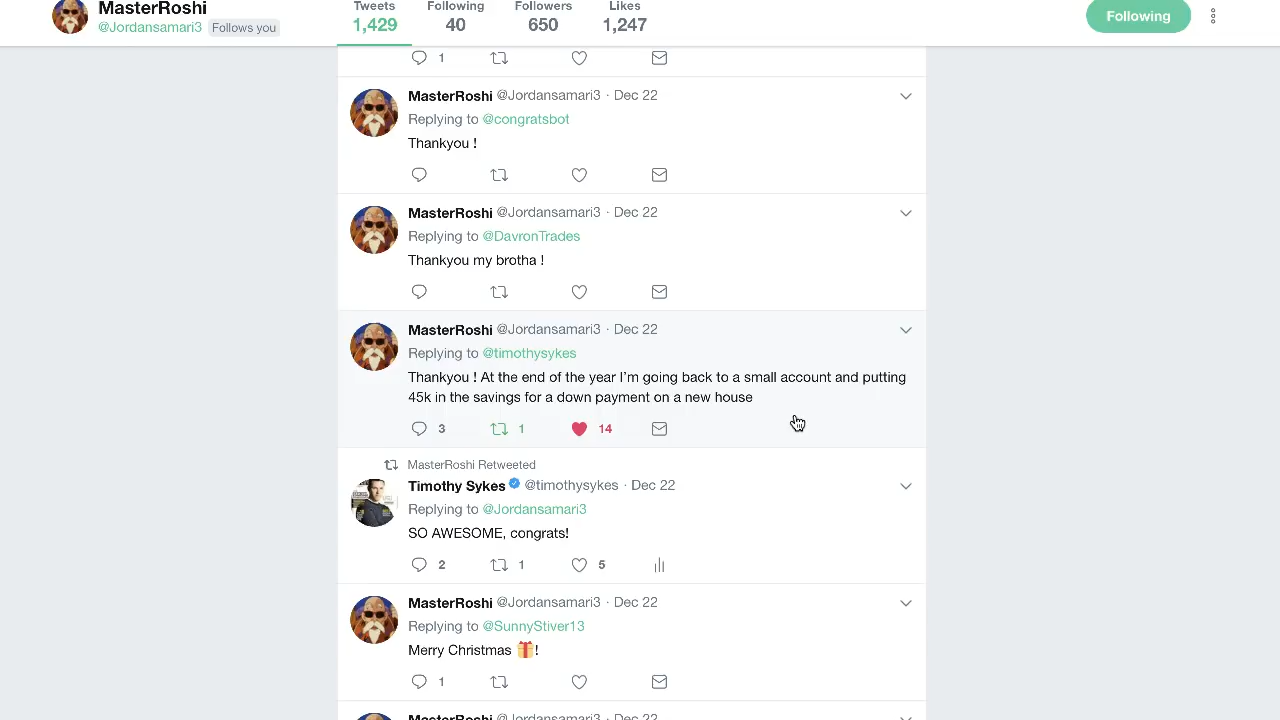 MasterRoshi
@Jordansamari3 Follows you
Tweets Following Followers Likes
1,429 40 650 1,247
Following
1
MasterRoshi @Jordansamari3 · Dec 22
Replying to @congratsbot
Thankyou !
MasterRoshi @Jordansamari3 · Dec 22
Replying to @DavronTrades
Thankyou my brotha !
MasterRoshi @Jordansamari3 · Dec 22
Replying to @timothysykes
Thankyou ! At the end of the year I’m going back to a small account and putting
45k in the savings for a down payment on a new house
3 1 14
MasterRoshi Retweeted
Timothy Sykes @timothysykes · Dec 22
Replying to @Jordansamari3
SO AWESOME, congrats!
2 1 5
MasterRoshi @Jordansamari3 · Dec 22
Replying to @SunnyStiver13
Merry Christmas 🎁!
1
MasterRoshi @Jordansamari3 · Dec 22